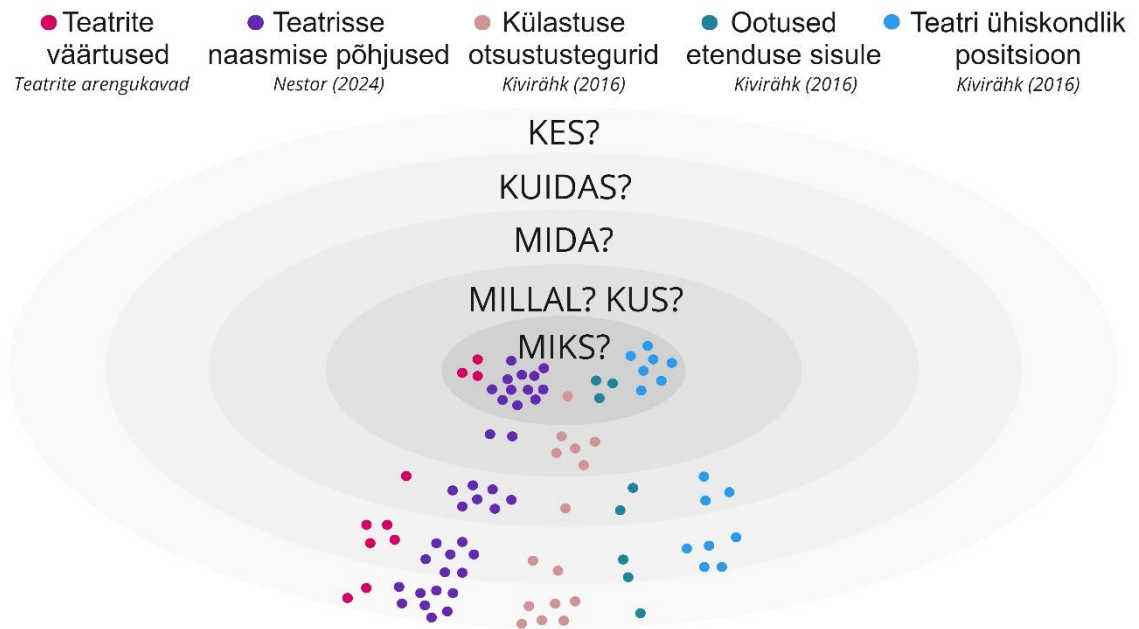 Teatrite väärtused
Teatrite arengukavad
Teatrisse naasmise põhjused
Nestor (2024)
Külastuse otsustustegurid
Kivirähk (2016)
Ootused etenduse sisule
Kivirähk (2016)
Teatri ühiskondlik positsioon
Kivirähk (2016)
KES?
KUIDAS?
MIDA?
MILLAL? KUS?
MIKS?